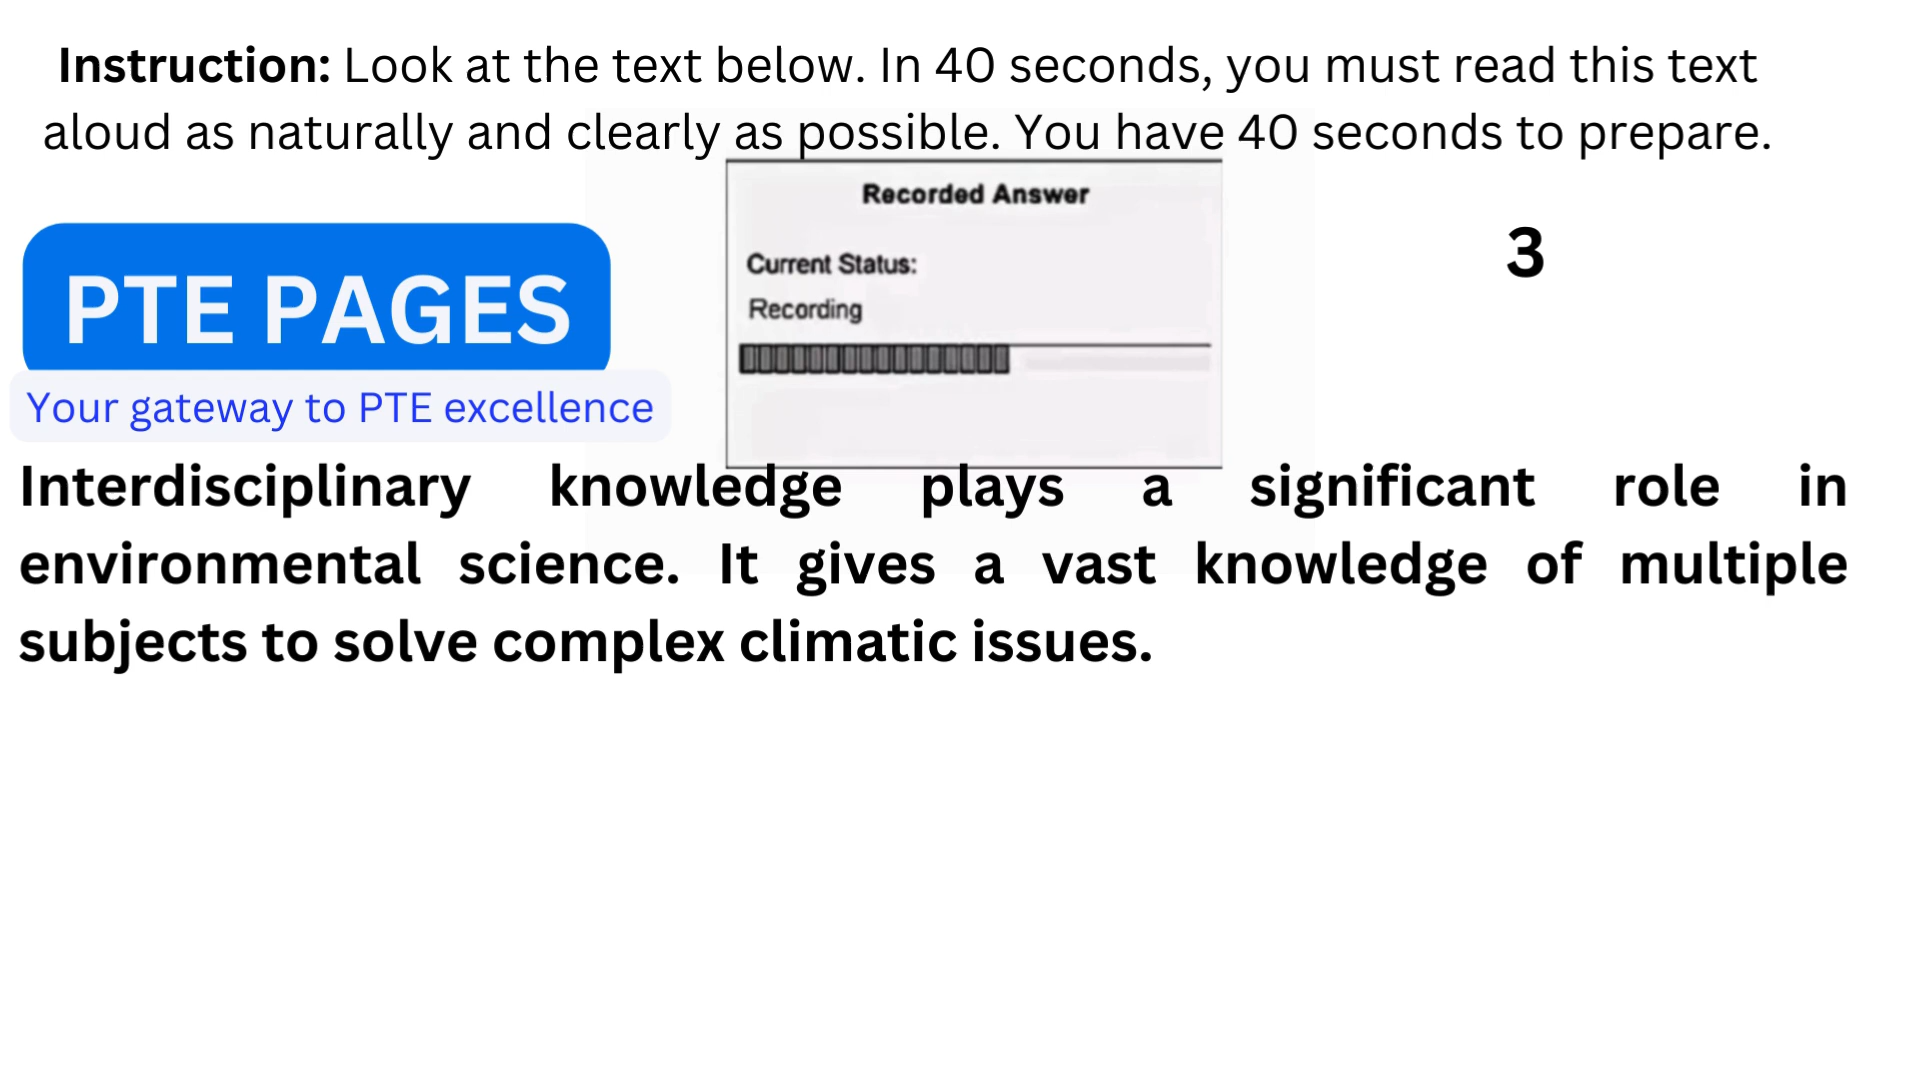 Instruction: Look at the text below. In 40 seconds, you must read this text
aloud as naturally and clearly as possible. You have 40 seconds to prepare.
Recorded Answer
3
Current Status:
Recording
PTE PAGES
Your gateway to PTE excellence
Interdisciplinary knowledge plays a significant role in
environmental science. It gives a vast knowledge of multiple
subjects to solve complex climatic issues.